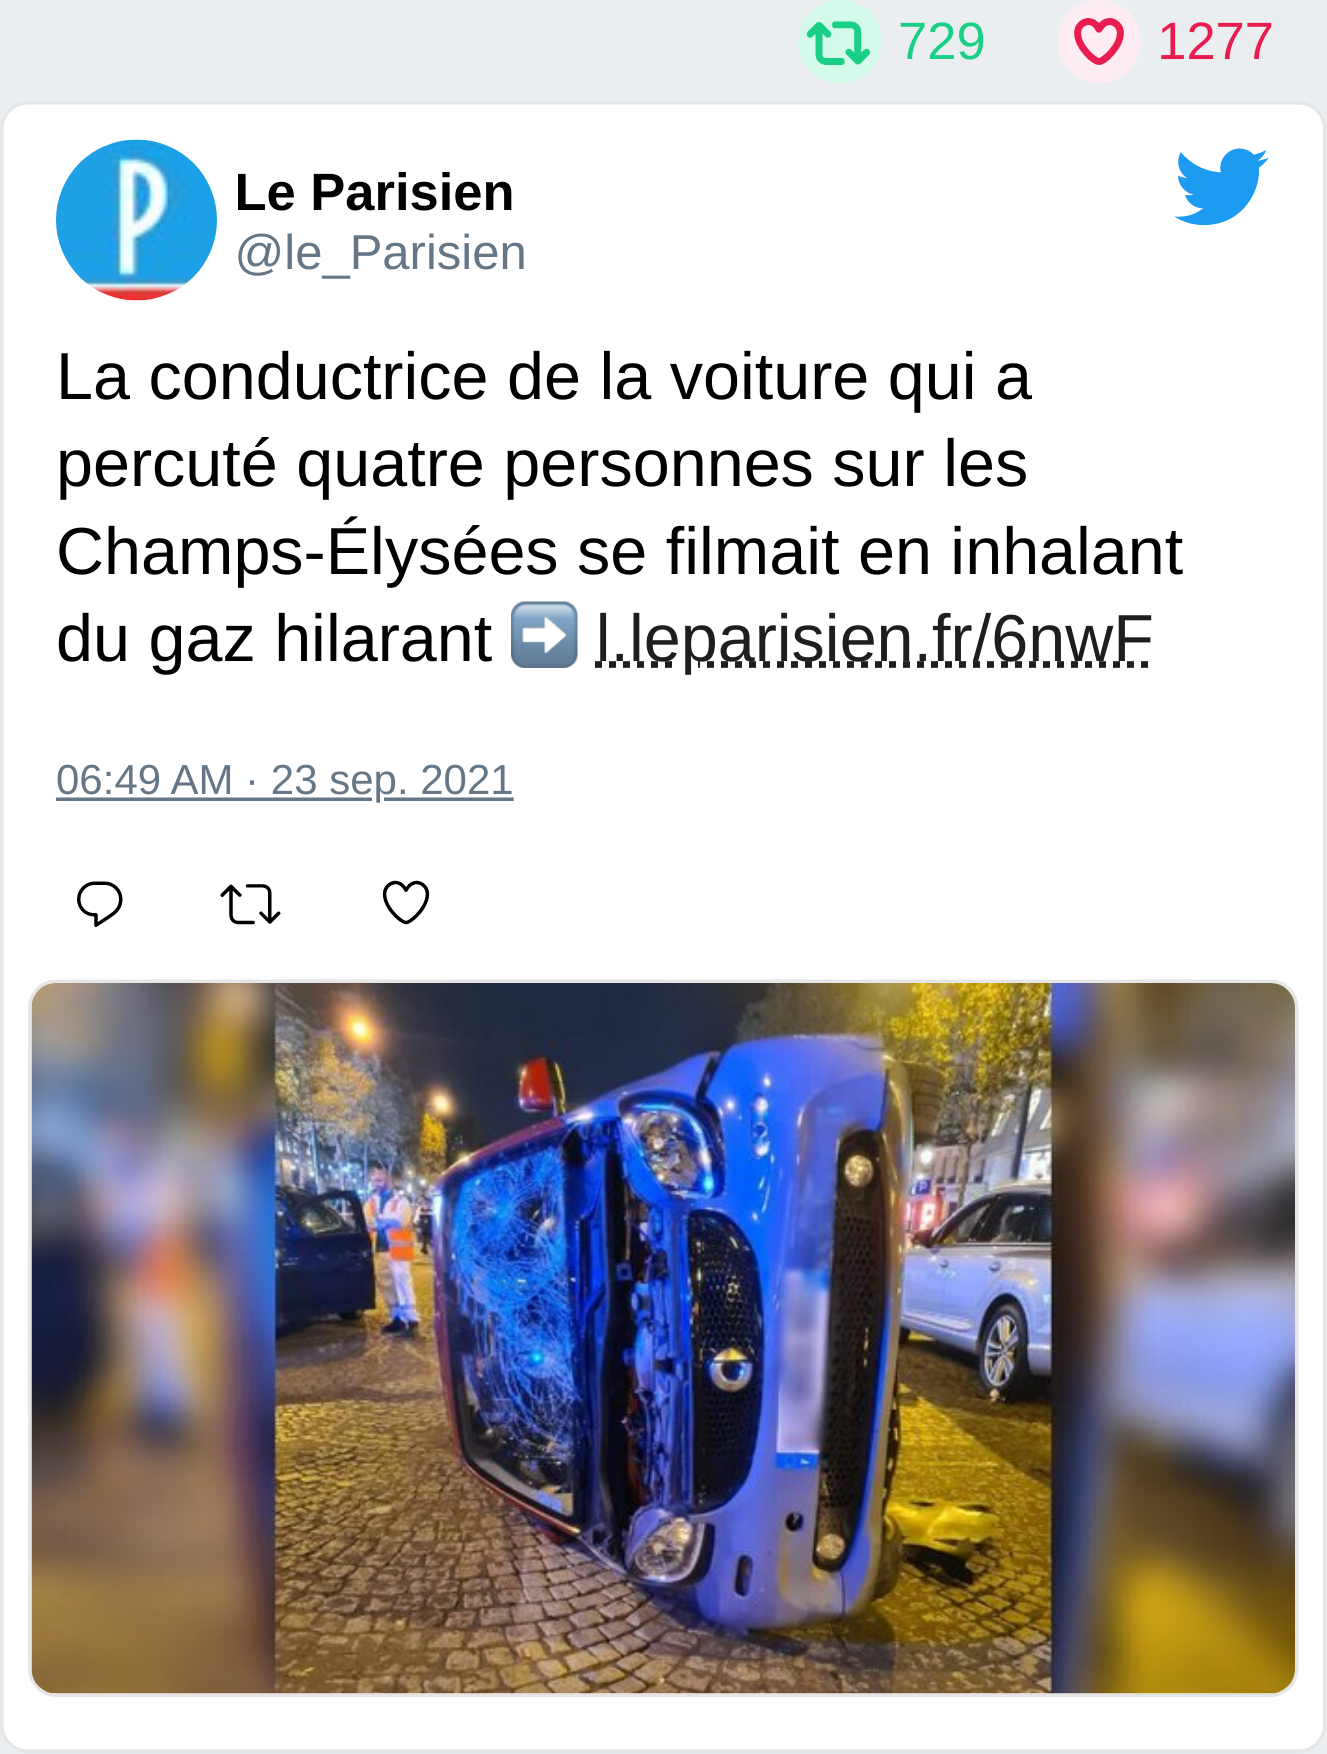 729 1277
Le Parisien
@le_Parisien
La conductrice de la voiture qui a
percuté quatre personnes sur les
Champs-Élysées se filmait en inhalant
du gaz hilarant ➡️ l.leparisien.fr/6nwF
06:49 AM · 23 sep. 2021